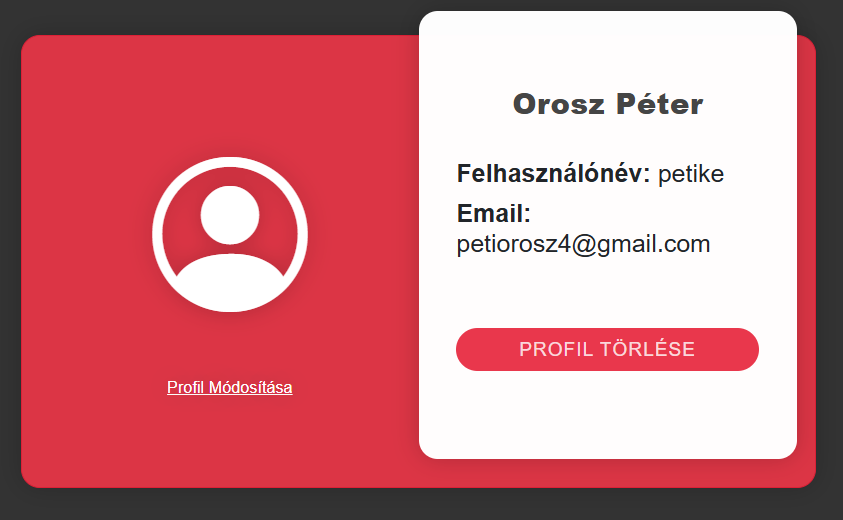 Orosz Péter
Felhasználónév: petike
Email:
petiorosz4@gmail.com
PROFIL TÖRLÉSE
Profil Módosítása